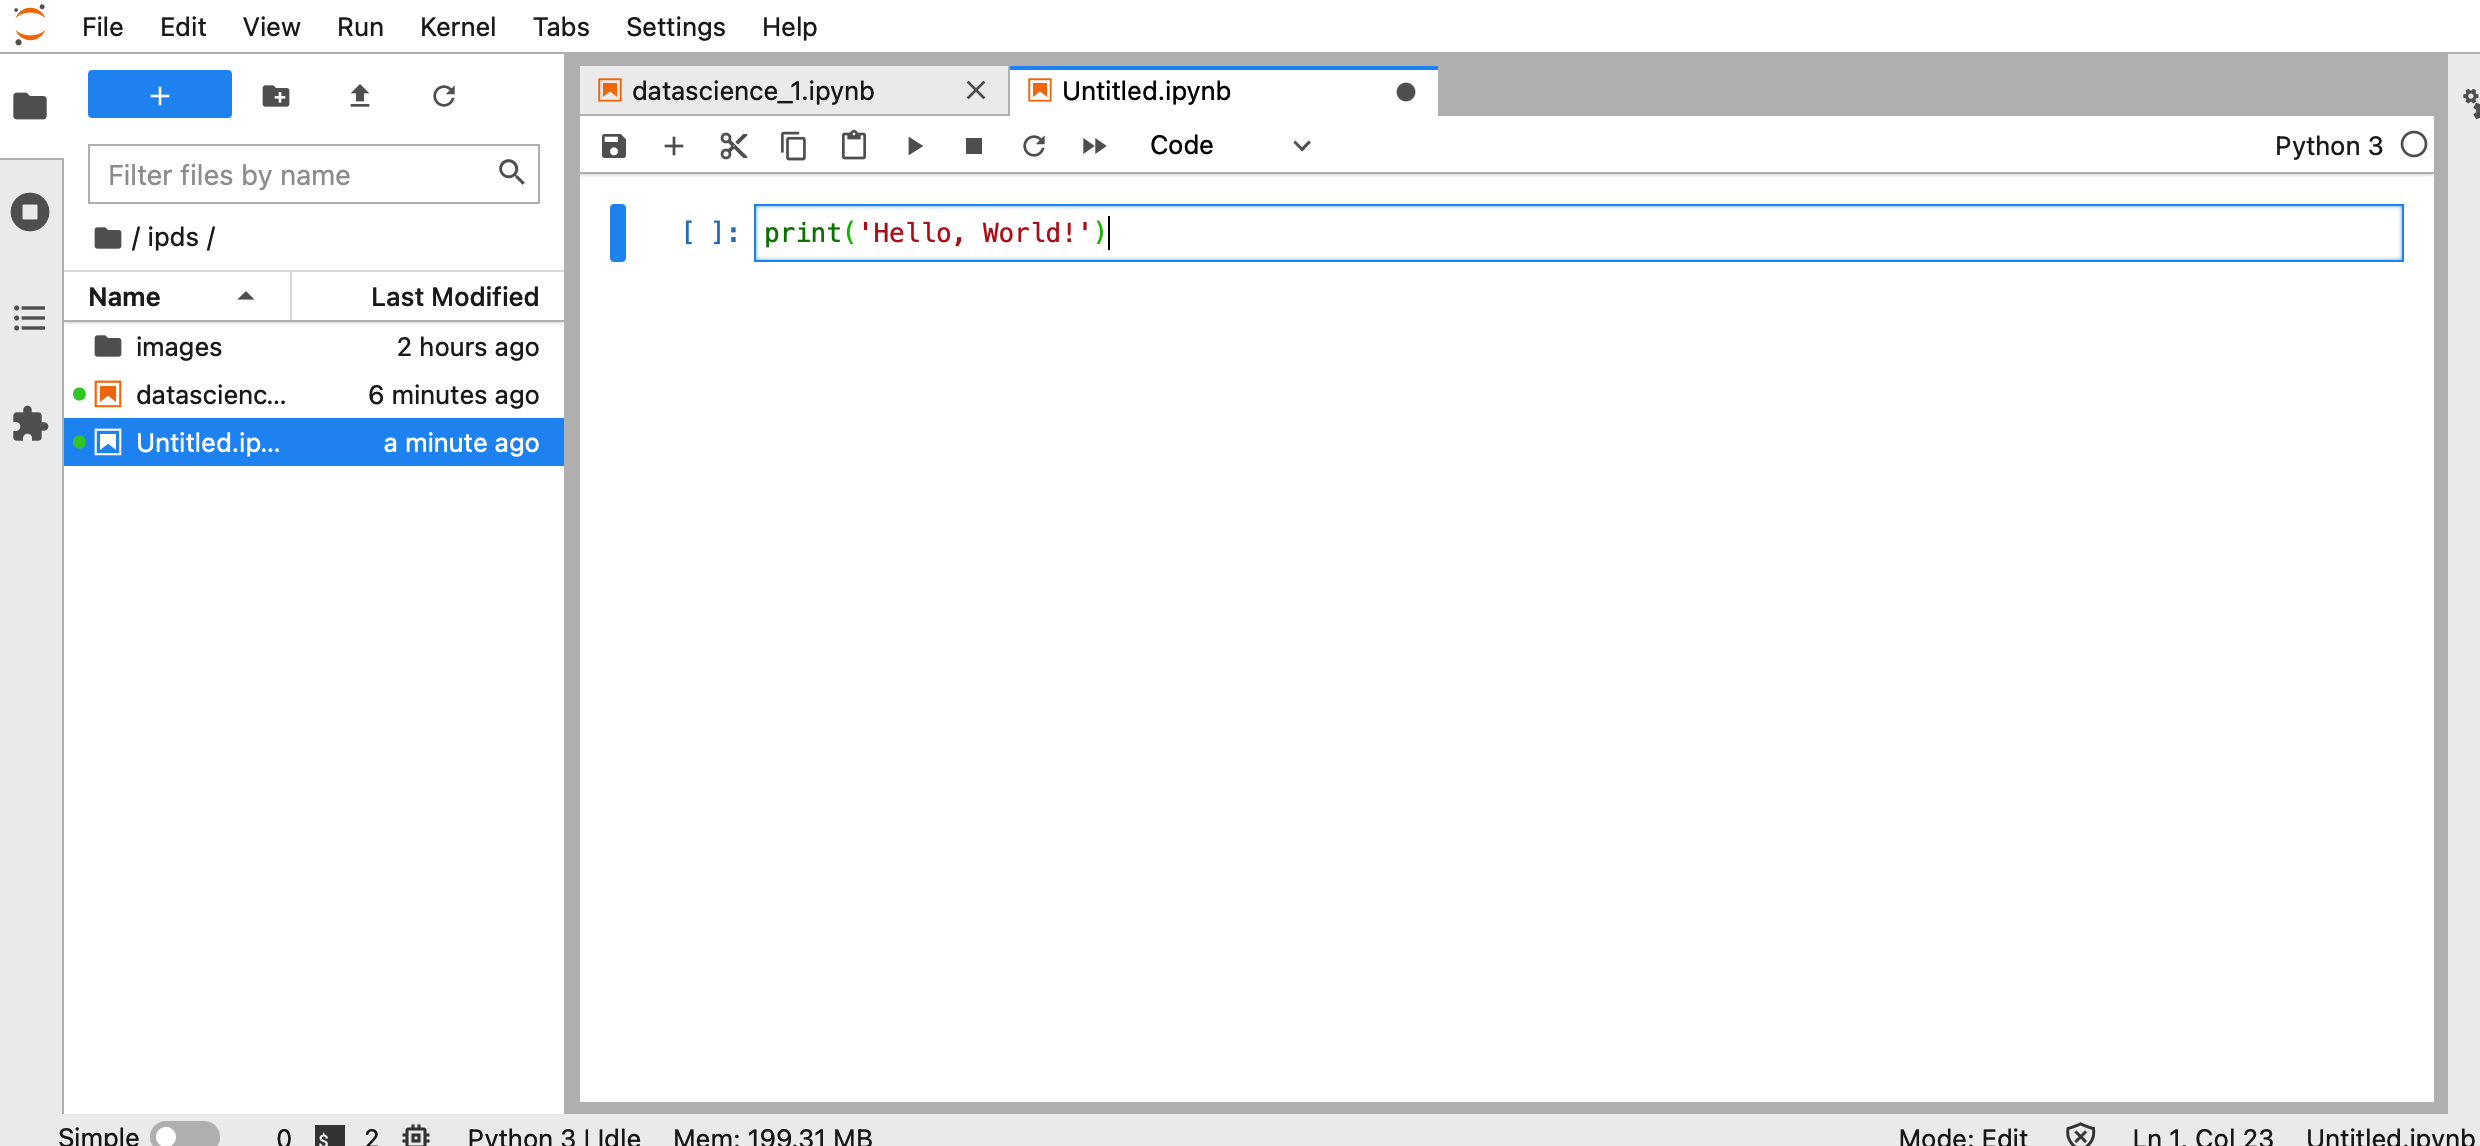 File Edit View Run Kernel Tabs Settings Help
datascience_1.ipynb Untitled.ipynb
Code Python 3
Filter files by name
/ ipds /
[ ]: print('Hello, World!')
Name Last Modified
images 2 hours ago
datascienc... 6 minutes ago
Untitled.ip... a minute ago
Simple 0 $ 2 Python 3 | Idle Mem: 199.31 MB Mode: Edit Ln 1, Col 23 Untitled.ipynb